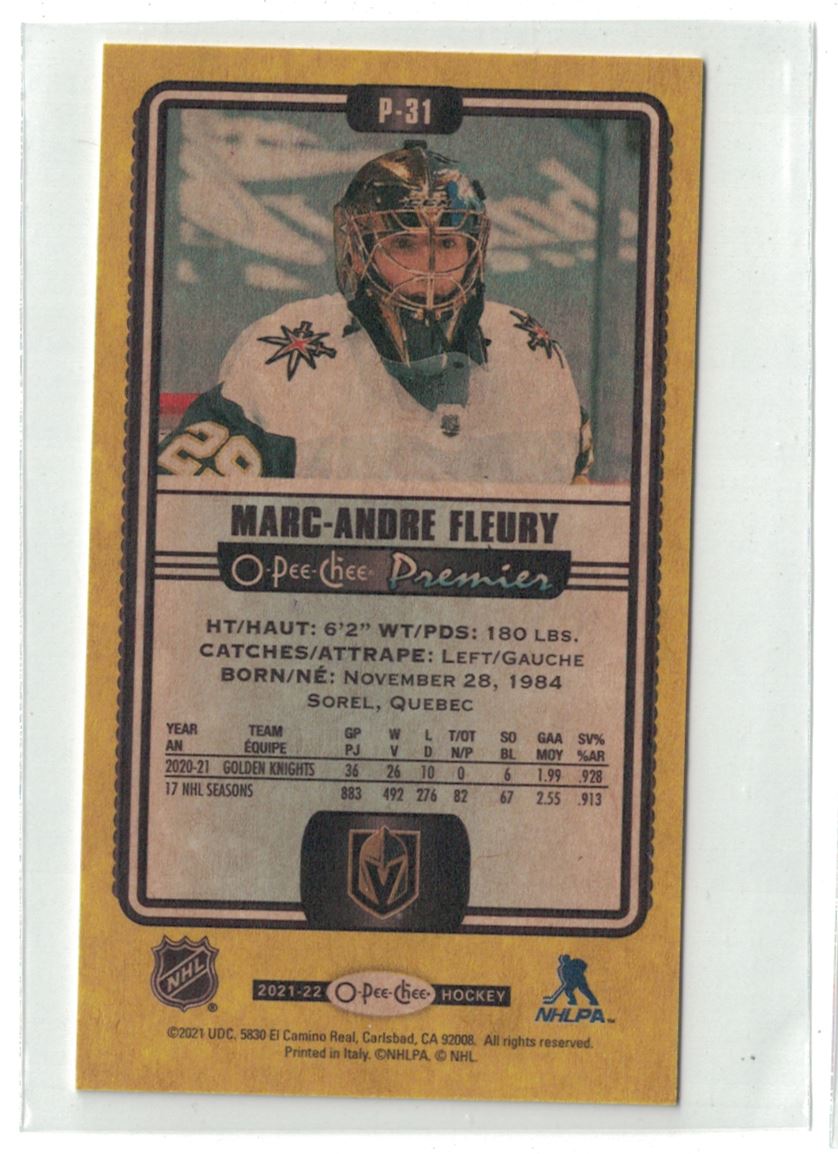 P-31
29
MARC-ANDRE FLEURY
O-Pee-Chee Premier
HT/HAUT: 6'2" WT/PDS: 180 LBS.
CATCHES/ATTRAPE: LEFT/GAUCHE
BORN/NÉ: NOVEMBER 28, 1984
SOREL, QUEBEC
YEAR TEAM GP W L T/OT SO GAA SV%
AN ÉQUIPE PJ V D N/P BL MOY %AR
2020-21 GOLDEN KNIGHTS 36 26 10 0 6 1.99 .928
17 NHL SEASONS 883 492 276 82 67 2.55 .913
NHL ®
2021-22 O-Pee-Chee HOCKEY
NHLPA™
©2021 UDC. 5830 El Camino Real, Carlsbad, CA 92008. All rights reserved.
Printed in Italy. ©NHLPA. © NHL.